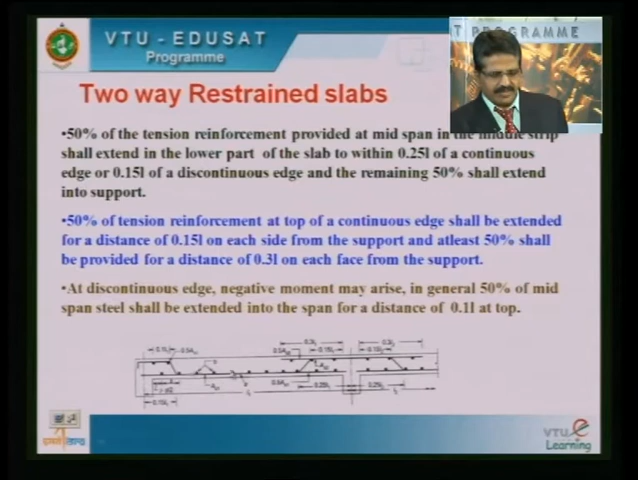 VTU - EDUSAT
Programme
T PROGRAMME
Two way Restrained slabs
•50% of the tension reinforcement provided at mid span in the middle strip
shall extend in the lower part of the slab to within 0.25l of a continuous
edge or 0.15l of a discontinuous edge and the remaining 50% shall extend
into support.
•50% of tension reinforcement at top of a continuous edge shall be extended
for a distance of 0.15l on each side from the support and atleast 50% shall
be provided for a distance of 0.3l on each face from the support.
•At discontinuous edge, negative moment may arise, in general 50% of mid
span steel shall be extended into the span for a distance of 0.1l at top.
VTU e
Learning